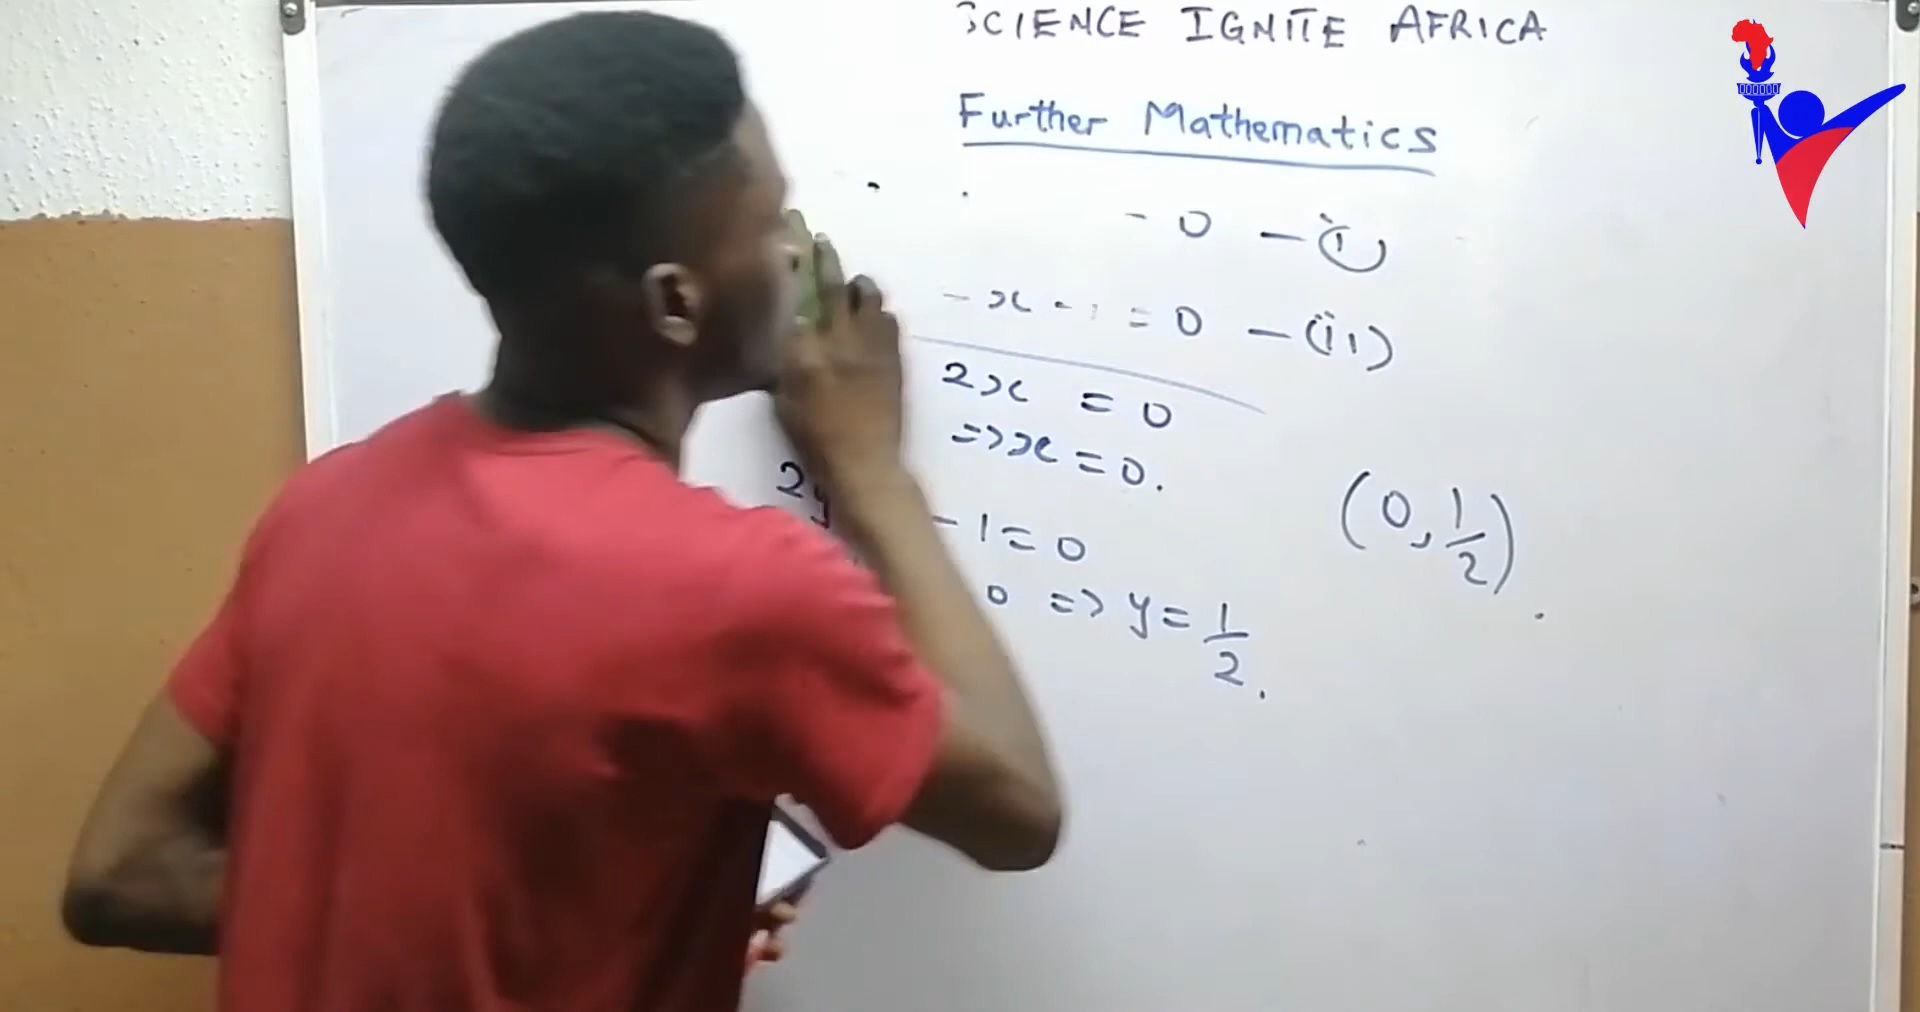 SCIENCE IGNITE AFRICA
Further Mathematics
- 0 — (i)
- x - 1 = 0 — (ii)
2x = 0
=> x = 0.
2y - 1 = 0
0 => y = 1/2.
(0, 1/2).